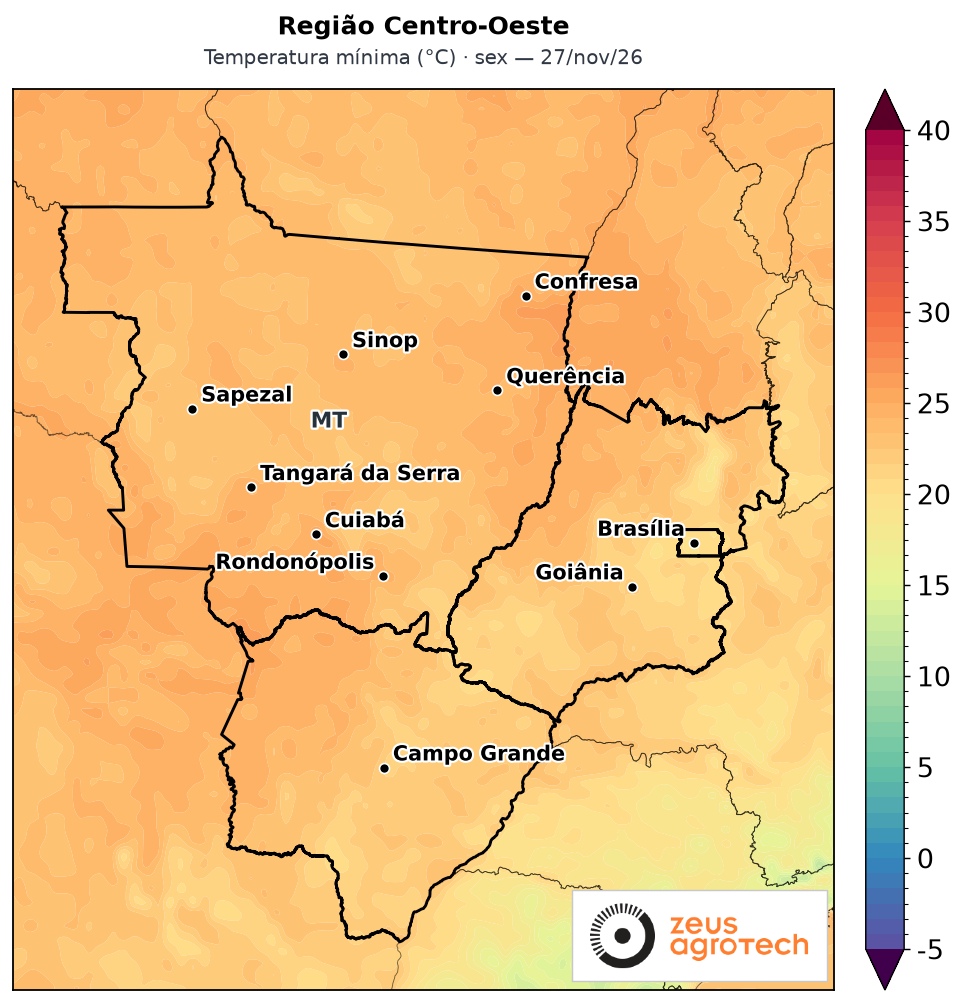 Região Centro-Oeste
Temperatura mínima (°C) · sex — 27/nov/26
Confresa
Sinop
Querência
Sapezal
MT
Tangará da Serra
Cuiabá
Brasília
Rondonópolis
Goiânia
Campo Grande
zeus
agrotech
40
35
30
25
20
15
10
5
0
-5